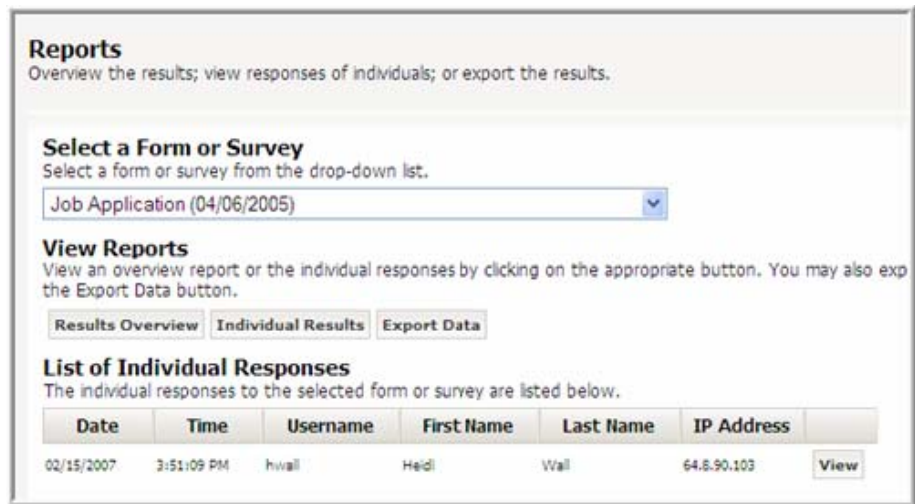 Reports
Overview the results; view responses of individuals; or export the results.
Select a Form or Survey
Select a form or survey from the drop-down list.
Job Application (04/06/2005)
View Reports
View an overview report or the individual responses by clicking on the appropriate button. You may also exp
the Export Data button.
Results Overview Individual Results Export Data
List of Individual Responses
The individual responses to the selected form or survey are listed below.
Date Time Username First Name Last Name IP Address
02/15/2007 3:51:09 PM hwall Heidi Wall 64.8.90.103 View